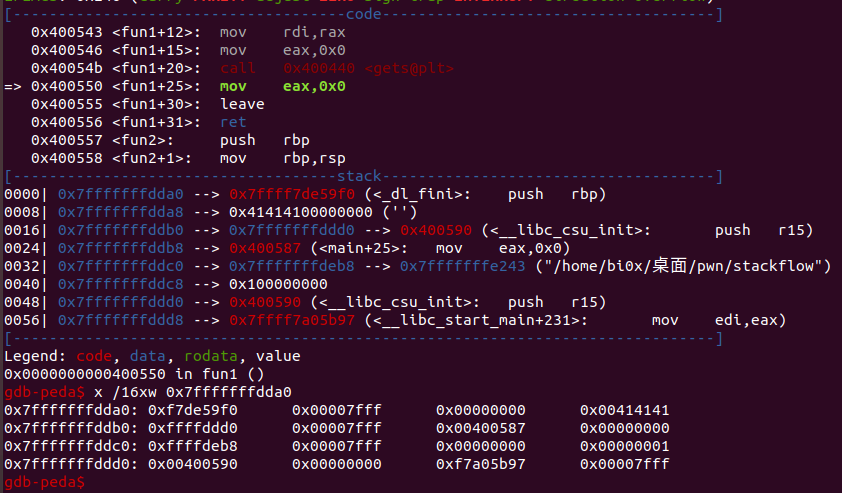 [-------------------------------------code-------------------------------------]
   0x400543 <fun1+12>:	mov    rdi,rax
   0x400546 <fun1+15>:	mov    eax,0x0
   0x40054b <fun1+20>:	call   0x400440 <gets@plt>
=> 0x400550 <fun1+25>:	mov    eax,0x0
   0x400555 <fun1+30>:	leave
   0x400556 <fun1+31>:	ret
   0x400557 <fun2>:	push   rbp
   0x400558 <fun2+1>:	mov    rbp,rsp
[------------------------------------stack-------------------------------------]
0000| 0x7fffffffdda0 --> 0x7ffff7de59f0 (<_dl_fini>:	push   rbp)
0008| 0x7fffffffdda8 --> 0x41414100000000 ('')
0016| 0x7fffffffddb0 --> 0x7fffffffddd0 --> 0x400590 (<__libc_csu_init>:	push   r15)
0024| 0x7fffffffddb8 --> 0x400587 (<main+25>:	mov    eax,0x0)
0032| 0x7fffffffddc0 --> 0x7fffffffdeb8 --> 0x7fffffffe243 ("/home/bi0x/桌面/pwn/stackflow")
0040| 0x7fffffffddc8 --> 0x100000000
0048| 0x7fffffffddd0 --> 0x400590 (<__libc_csu_init>:	push   r15)
0056| 0x7fffffffddd8 --> 0x7ffff7a05b97 (<__libc_start_main+231>:	mov    edi,eax)
[------------------------------------------------------------------------------]
Legend: code, data, rodata, value
0x0000000000400550 in fun1 ()
gdb-peda$ x /16xw 0x7fffffffdda0
0x7fffffffdda0:	0xf7de59f0	0x00007fff	0x00000000	0x00414141
0x7fffffffddb0:	0xffffddd0	0x00007fff	0x00400587	0x00000000
0x7fffffffddc0:	0xffffdeb8	0x00007fff	0x00000000	0x00000001
0x7fffffffddd0:	0x00400590	0x00000000	0xf7a05b97	0x00007fff
gdb-peda$